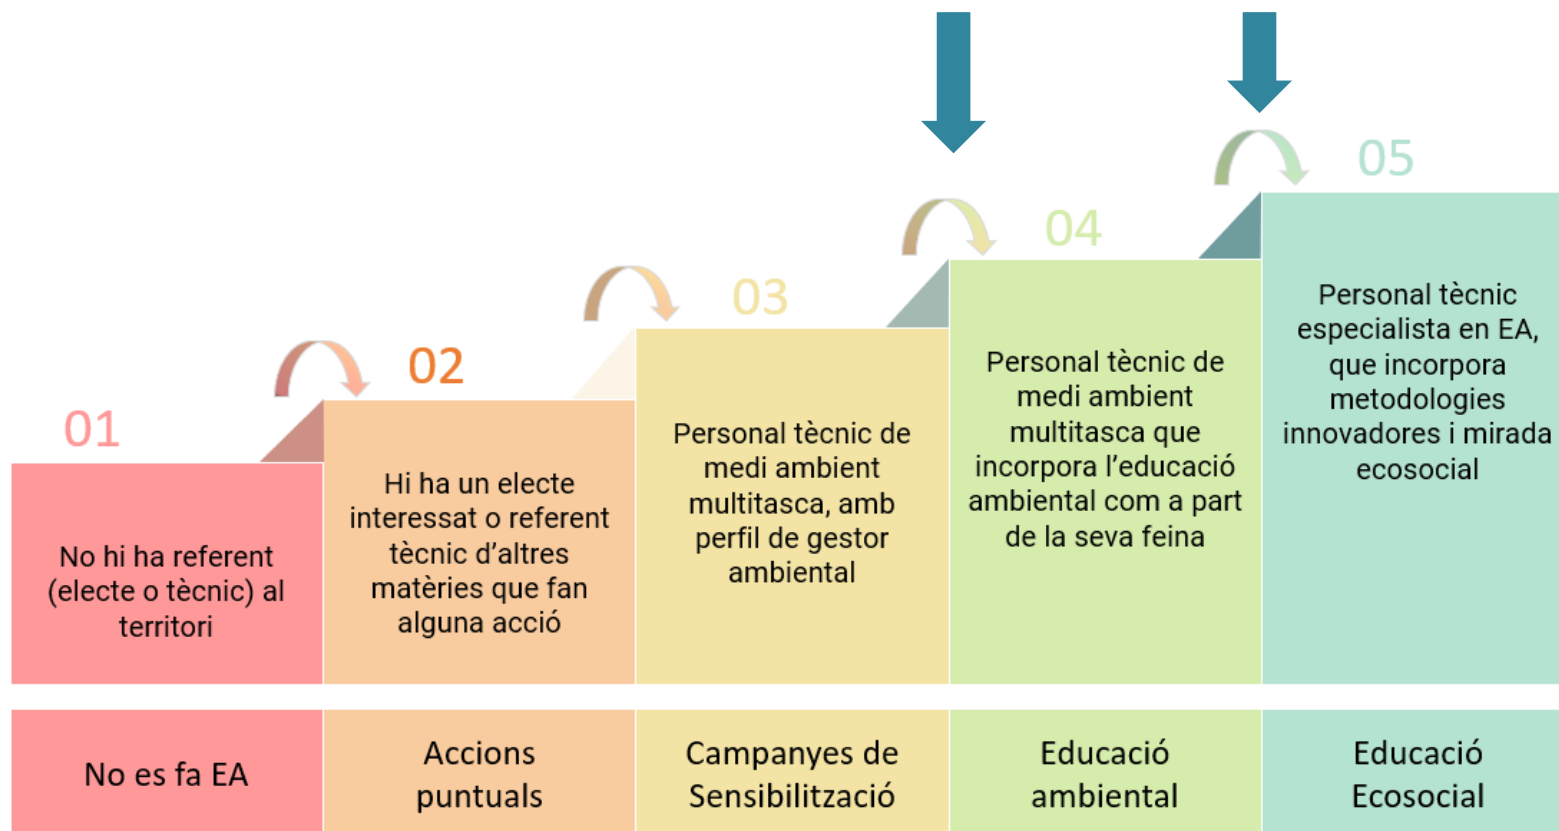 01
No hi ha referent
(electe o tècnic) al
territori
02
Hi ha un electe
interessat o referent
tècnic d'altres
matèries que fan
alguna acció
03
Personal tècnic de
medi ambient
multitasca, amb
perfil de gestor
ambiental
04
Personal tècnic de
medi ambient
multitasca que
incorpora l'educació
ambiental com a part
de la seva feina
05
Personal tècnic
especialista en EA,
que incorpora
metodologies
innovadores i mirada
ecosocial
No es fa EA
Accions
puntuals
Campanyes de
Sensibilització
Educació
ambiental
Educació
Ecosocial